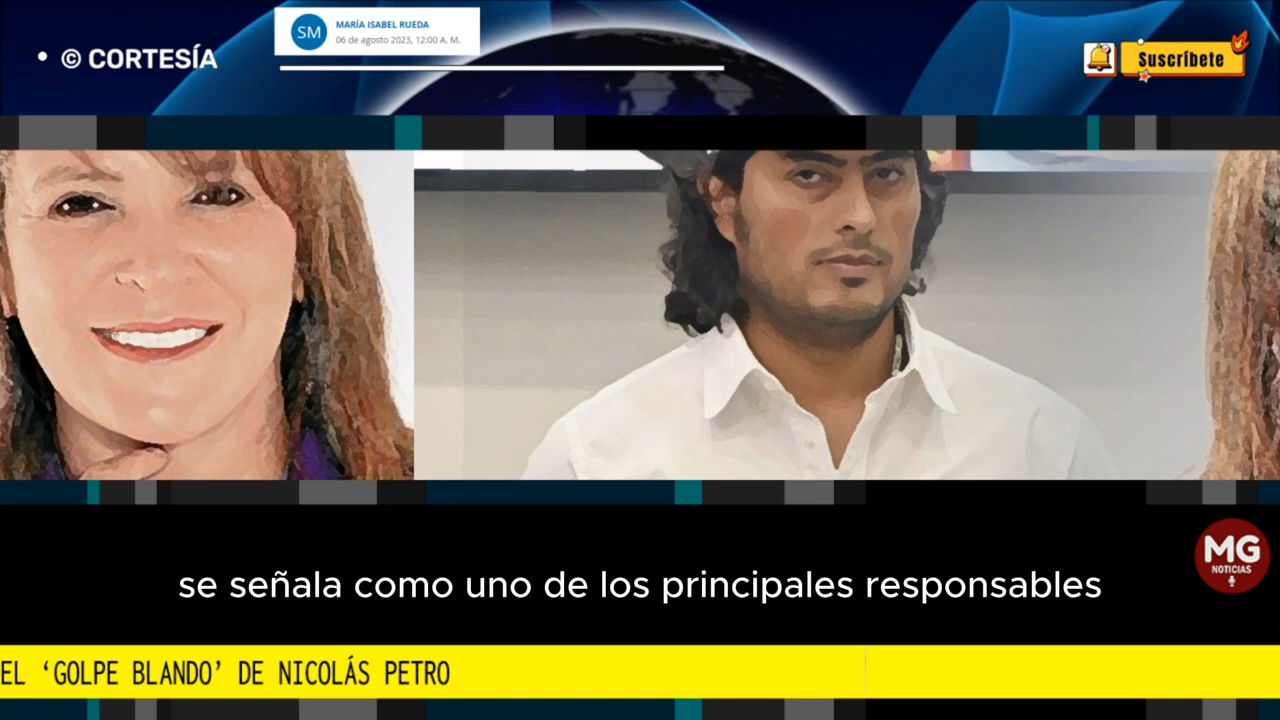 • © CORTESÍA
SM
MARÍA ISABEL RUEDA
06 de agosto 2023, 12:00 A. M.
Suscríbete
se señala como uno de los principales responsables
MG
NOTICIAS
EL ‘GOLPE BLANDO’ DE NICOLÁS PETRO